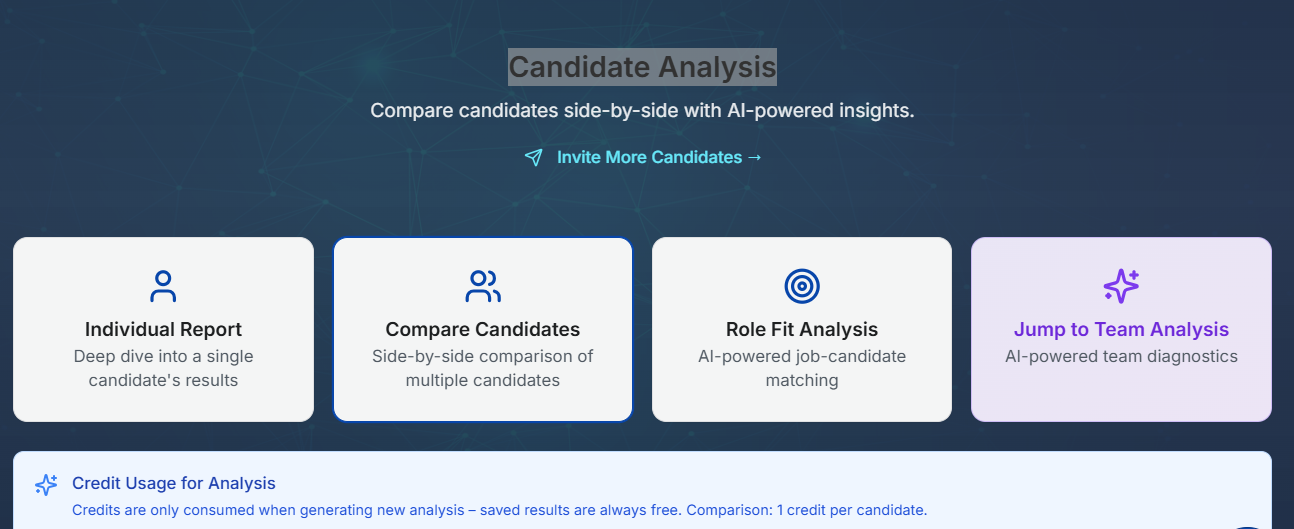 Candidate Analysis
Compare candidates side-by-side with AI-powered insights.
Invite More Candidates →
Individual Report
Deep dive into a single
candidate's results
Compare Candidates
Side-by-side comparison of
multiple candidates
Role Fit Analysis
AI-powered job-candidate
matching
Jump to Team Analysis
AI-powered team diagnostics
Credit Usage for Analysis
Credits are only consumed when generating new analysis – saved results are always free. Comparison: 1 credit per candidate.